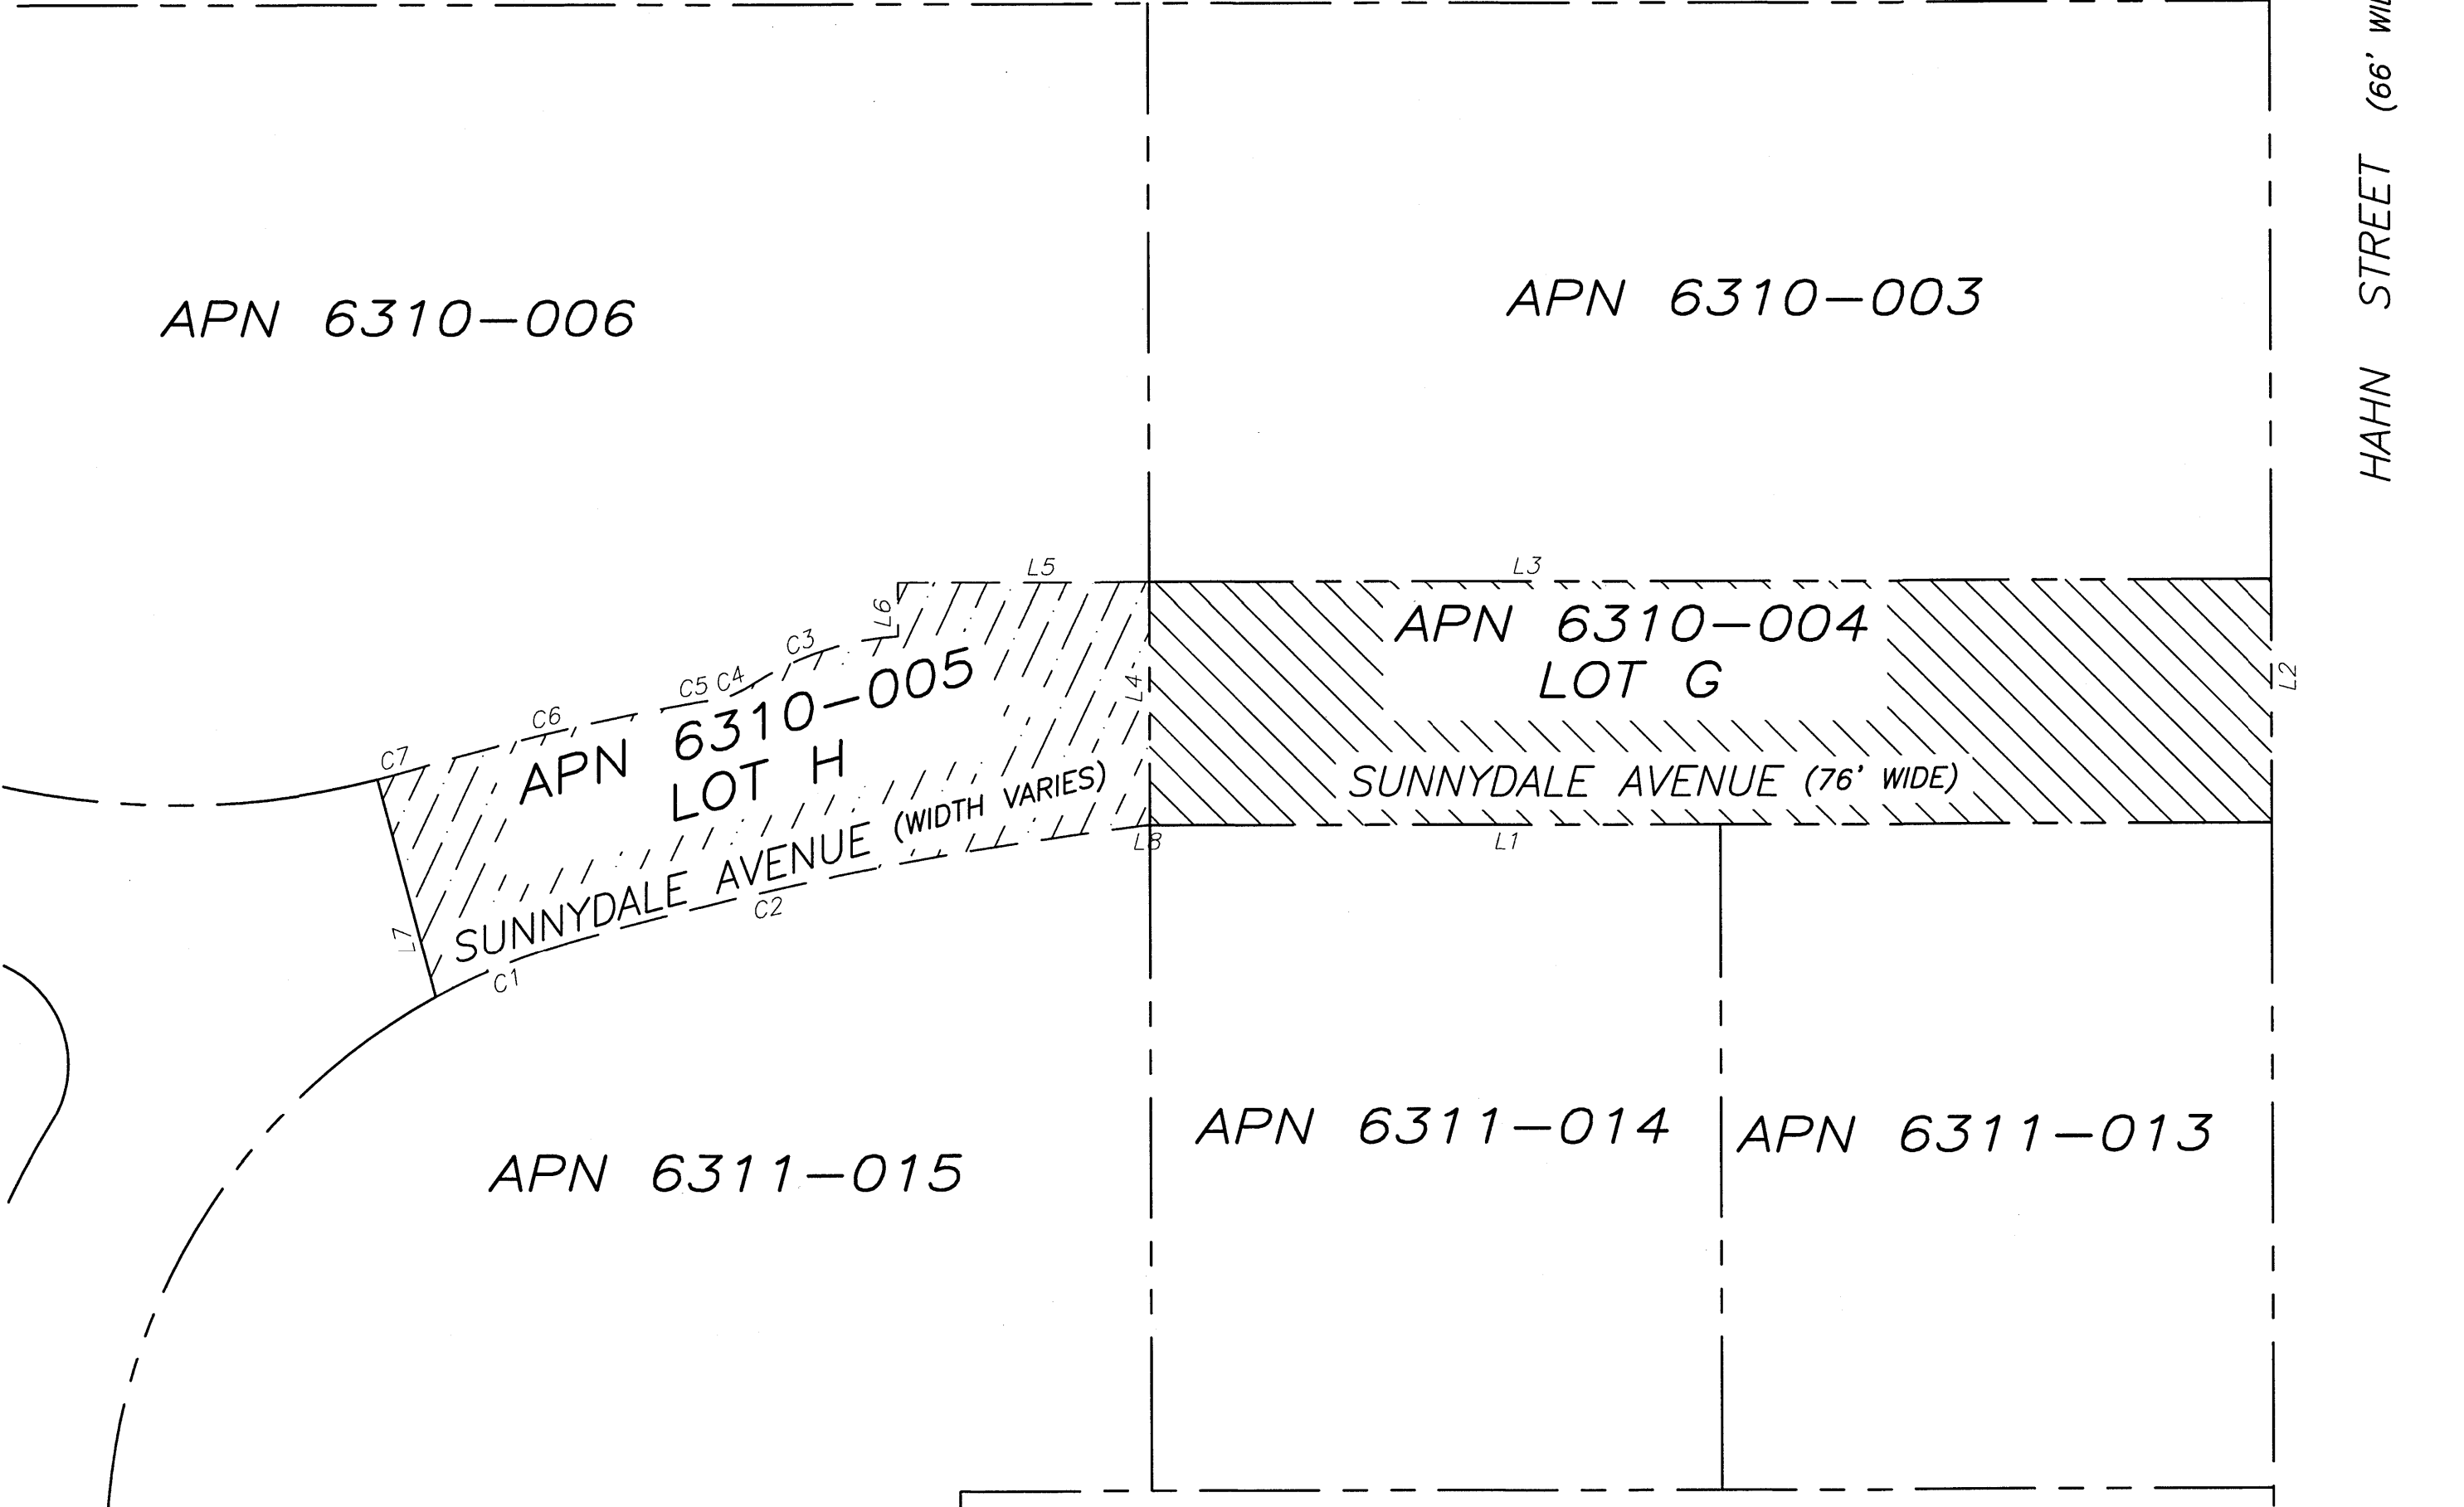 HAHN STREET (66'
APN 6310-006
APN 6310-003
L5
L3
L6
C3
C5 C4
C6
C7
APN 6310-005
LOT H
L4
APN 6310-004
LOT G
L2
SUNNYDALE AVENUE (76' WIDE)
SUNNYDALE AVENUE (WIDTH VARIES)
L8
L1
C2
L7
C1
APN 6311-015
APN 6311-014
APN 6311-013